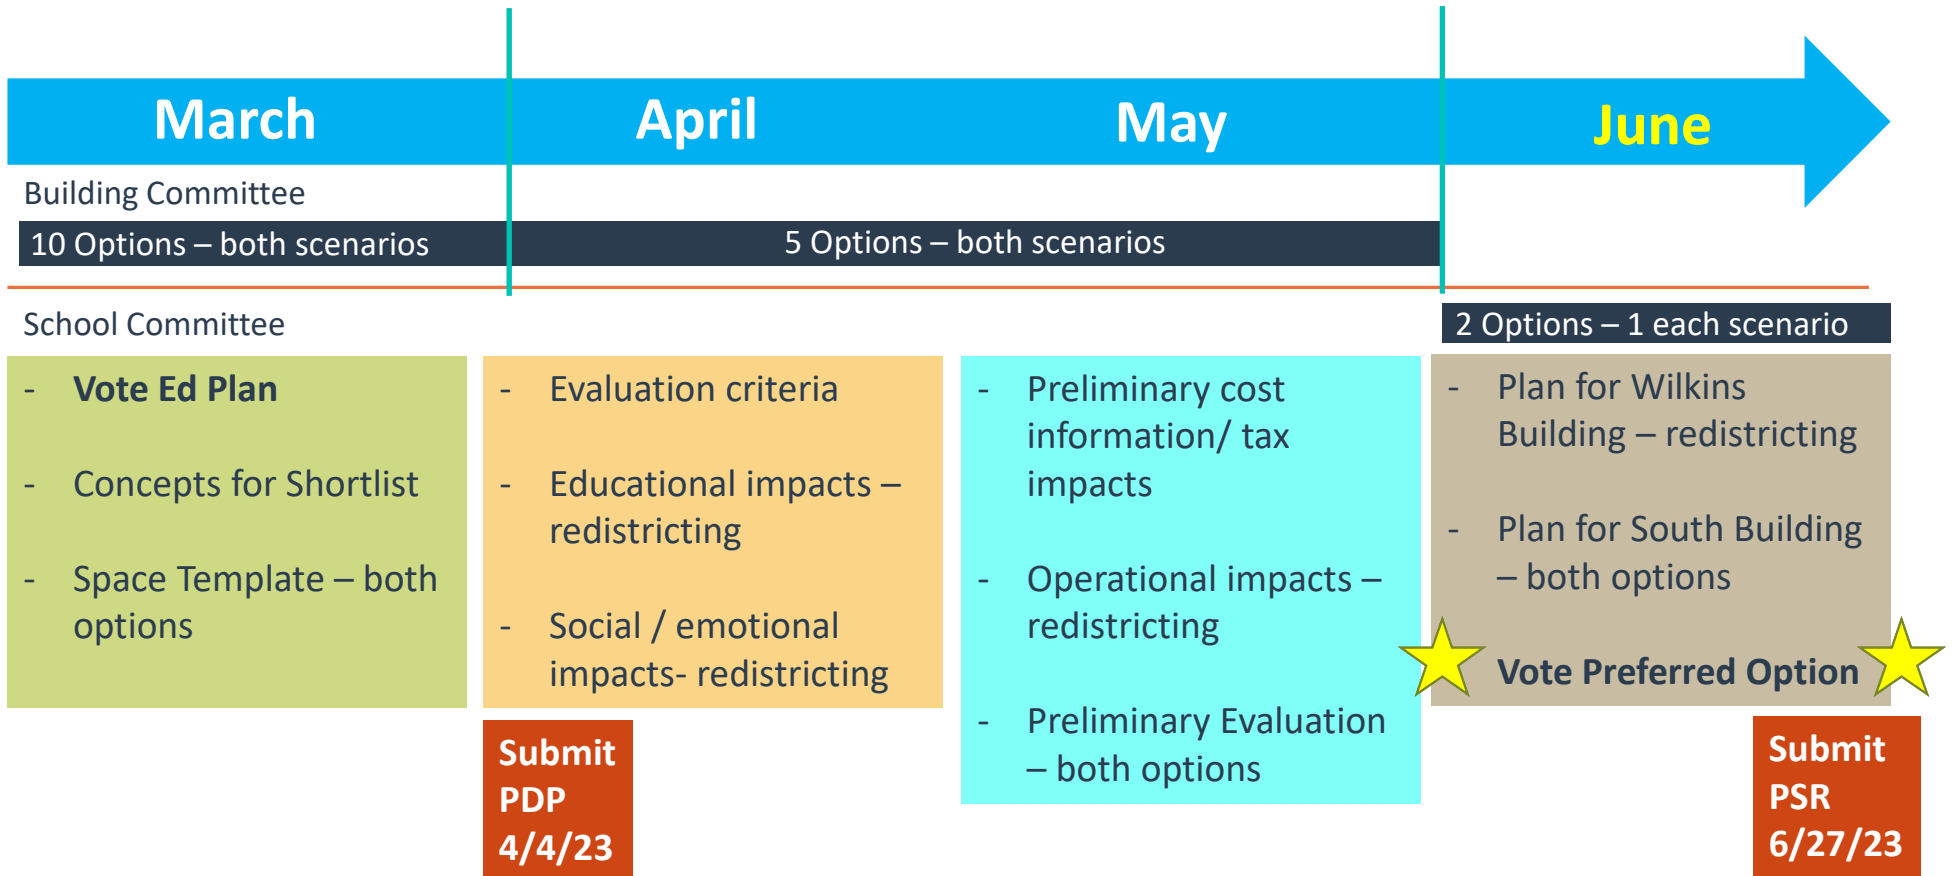 March
April
May
June
Building Committee
10 Options – both scenarios
5 Options – both scenarios
School Committee
2 Options – 1 each scenario
- Vote Ed Plan
- Concepts for Shortlist
- Space Template – both
options
- Evaluation criteria
- Educational impacts –
redistricting
- Social / emotional
impacts- redistricting
- Preliminary cost
information/ tax
impacts
- Operational impacts –
redistricting
- Preliminary Evaluation
– both options
- Plan for Wilkins
Building – redistricting
- Plan for South Building
– both options
Vote Preferred Option
Submit
PDP
4/4/23
Submit
PSR
6/27/23